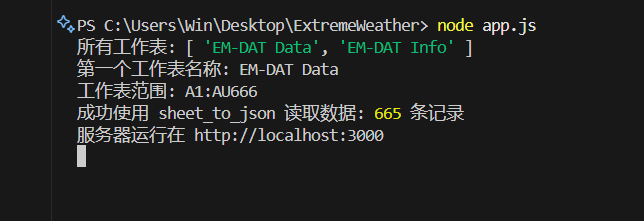 PS C:\Users\Win\Desktop\ExtremeWeather> node app.js
所有工作表: [ 'EM-DAT Data', 'EM-DAT Info' ]
第一个工作表名称: EM-DAT Data
工作表范围: A1:AU666
成功使用 sheet_to_json 读取数据: 665 条记录
服务器运行在 http://localhost:3000